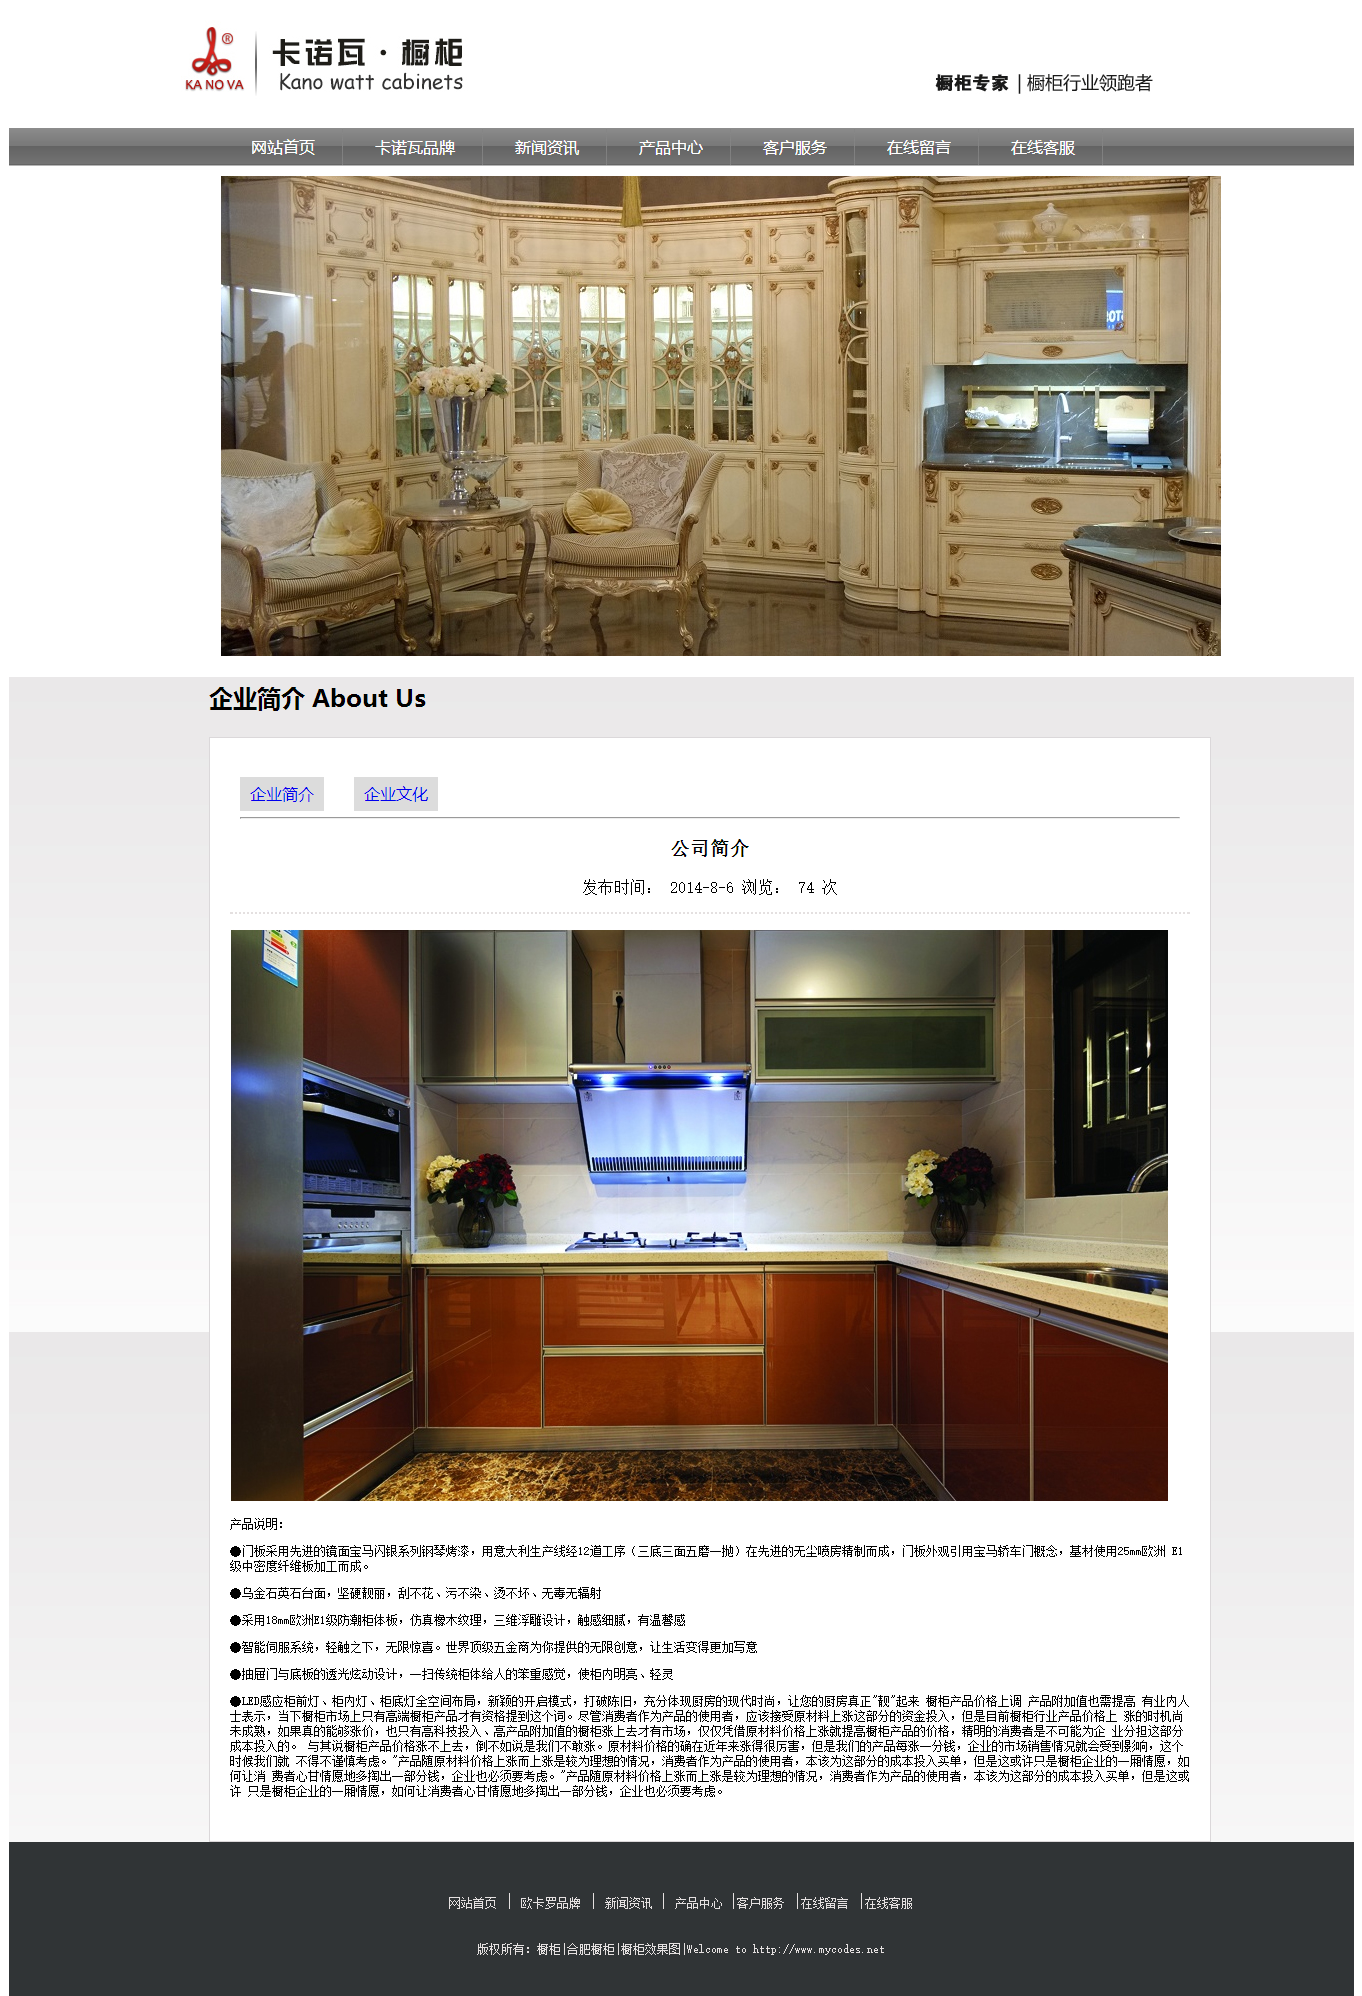 KA NO VA ®
卡诺瓦·橱柜
Kano watt cabinets
橱柜专家 | 橱柜行业领跑者
网站首页 卡诺瓦品牌 新闻资讯 产品中心 客户服务 在线留言 在线客服
企业简介 About Us
企业简介 企业文化
公司简介
发布时间： 2014-8-6 浏览： 74 次
产品说明：
●门板采用先进的镜面宝马闪银系列钢琴烤漆，用意大利生产线经12道工序（三底三面五磨一抛）在先进的无尘喷房精制而成，门板外观引用宝马轿车门概念，基材使用25mm欧洲 E1
级中密度纤维板加工而成。
●乌金石英石台面，坚硬靓丽，刮不花、污不染、烫不坏、无毒无辐射
●采用18mm欧洲E1级防潮柜体板，仿真橡木纹理，三维浮雕设计，触感细腻，有温馨感
●智能伺服系统，轻触之下，无限惊喜。世界顶级五金商为你提供的无限创意，让生活变得更加写意
●抽屉门与底板的透光炫动设计，一扫传统柜体给人的笨重感觉，使柜内明亮、轻灵
●LED感应柜前灯、柜内灯、柜底灯全空间布局，新颖的开启模式，打破陈旧，充分体现厨房的现代时尚，让您的厨房真正"靓"起来 橱柜产品价格上调 产品附加值也需提高 有业内人
士表示，当下橱柜市场上只有高端橱柜产品才有资格提到这个词。尽管消费者作为产品的使用者，应该接受原材料上涨这部分的资金投入，但是目前橱柜行业产品价格上 涨的时机尚
未成熟，如果真的能够涨价，也只有高科技投入、高产品附加值的橱柜张上去才有市场，仅仅凭借原材料价格上涨就提高橱柜产品的价格，精明的消费者是不可能为企 业分担这部分
成本投入的。 与其说橱柜产品价格涨不上去，倒不如说是我们不敢涨。原材料价格的确在近年来涨得很厉害，但是我们的产品每涨一分钱，企业的市场销售情况就会受到影响，这个
时候我们就 不得不谨慎考虑。"产品随原材料价格上涨而上涨是较为理想的情况，消费者作为产品的使用者，本该为这部分的成本投入买单，但是这或许只是橱柜企业的一厢情愿，如
何让消 费者心甘情愿地多掏出一部分钱，企业也必须要考虑。"产品随原材料价格上涨而上涨是较为理想的情况，消费者作为产品的使用者，本该为这部分的成本投入买单，但是这或
许 只是橱柜企业的一厢情愿，如何让消费者心甘情愿地多掏出一部分钱，企业也必须要考虑。
网站首页 | 欧卡罗品牌 | 新闻资讯 | 产品中心 |客户服务 |在线留言 |在线客服
版权所有：橱柜|合肥橱柜|橱柜效果图|Welcome to http://www.mycodes.net